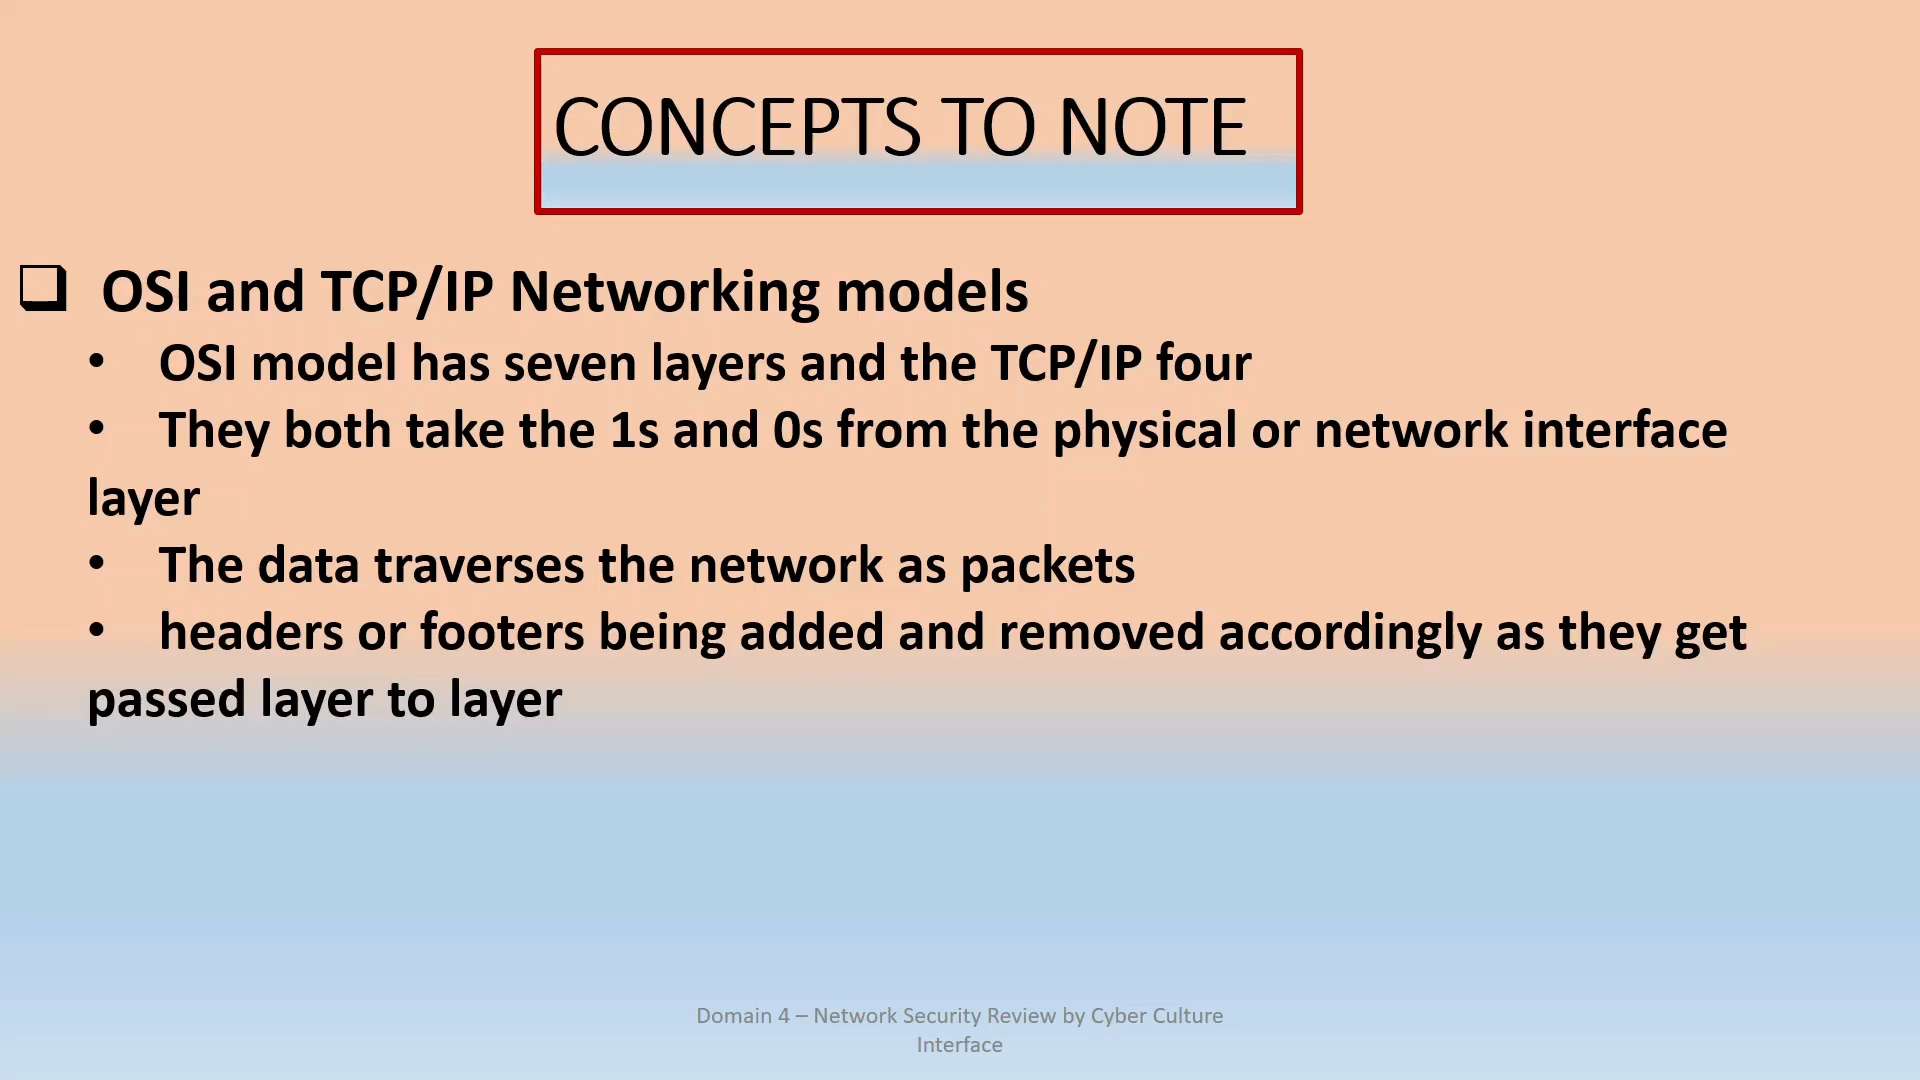 CONCEPTS TO NOTE
❑ OSI and TCP/IP Networking models
• OSI model has seven layers and the TCP/IP four
• They both take the 1s and 0s from the physical or network interface
layer
• The data traverses the network as packets
• headers or footers being added and removed accordingly as they get
passed layer to layer
Domain 4 – Network Security Review by Cyber Culture
Interface